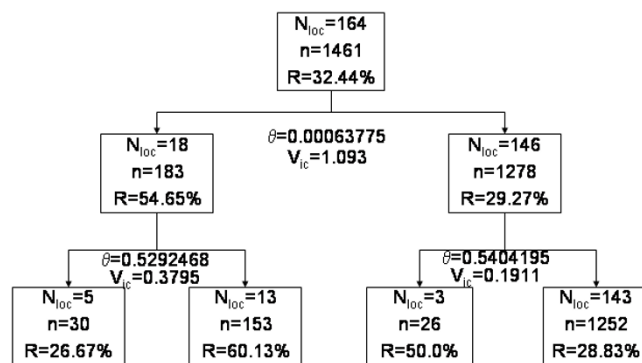 N_loc=164
n=1461
R=32.44%
θ=0.00063775
V_ic=1.093
N_loc=18
n=183
R=54.65%
N_loc=146
n=1278
R=29.27%
θ=0.5292468
V_ic=0.3795
θ=0.5404195
V_ic=0.1911
N_loc=5
n=30
R=26.67%
N_loc=13
n=153
R=60.13%
N_loc=3
n=26
R=50.0%
N_loc=143
n=1252
R=28.83%